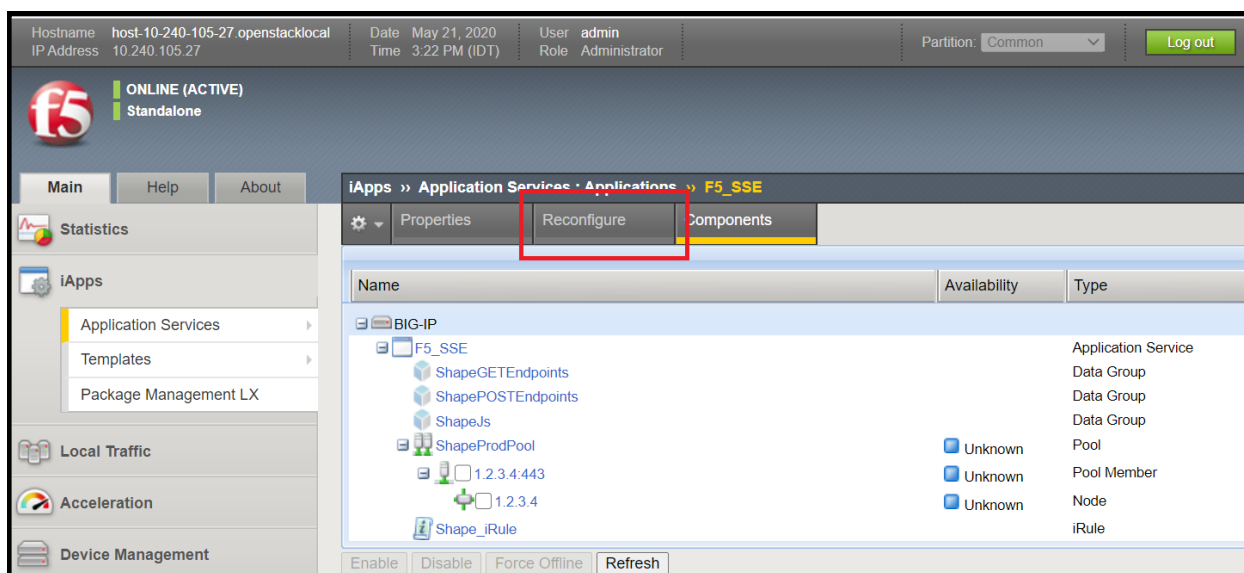 Hostname host-10-240-105-27.openstacklocal Date May 21, 2020 User admin
IP Address 10.240.105.27 Time 3:22 PM (IDT) Role Administrator
Partition: Common Log out
f5
ONLINE (ACTIVE)
Standalone
Main Help About
iApps ›› Application Services : Applications ›› F5_SSE
Properties Reconfigure Components
Statistics
iApps
Application Services
Templates
Package Management LX
Local Traffic
Acceleration
Device Management
Name Availability Type
BIG-IP
F5_SSE Application Service
ShapeGETEndpoints Data Group
ShapePOSTEndpoints Data Group
ShapeJs Data Group
ShapeProdPool Unknown Pool
1.2.3.4:443 Unknown Pool Member
1.2.3.4 Unknown Node
Shape_iRule iRule
Enable Disable Force Offline Refresh